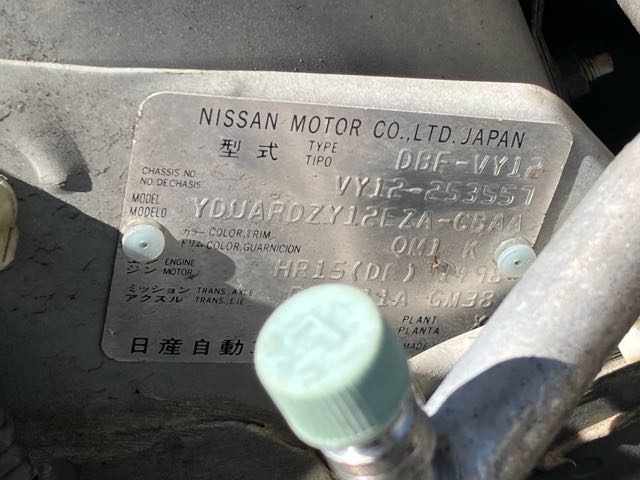 NISSAN MOTOR CO.,LTD. JAPAN
型式 TYPE TIPO DBF-VY12
CHASSIS NO. NO. DE CHASIS VY12-253557
MODEL MODELO YDUARDZY12EZA-CBAA
カラー COLOR,TRIM
トリム COLOR,GUARNICION QM1 K
エンジン ENGINE MOTOR HR15(DE) 149
ミッション TRANS.,AXLE
アクスル TRANS.,EJE GM38
PLANT PLANTA
日産自動 MADE